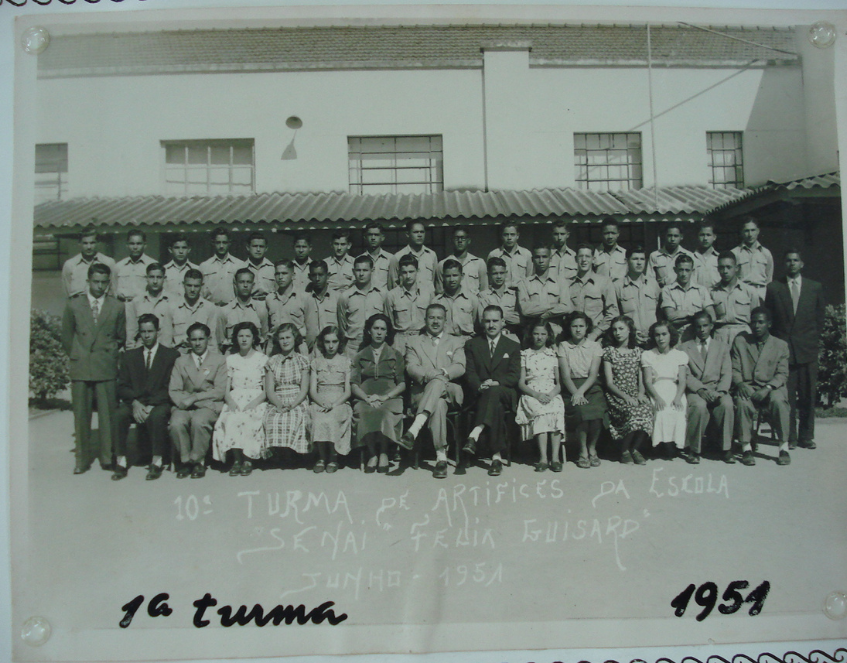 10ª TURMA DE ARTIFICES DA ESCOLA
"SENAI" FELIX GUISARD"
JUNHO - 1951
1ª turma 1951